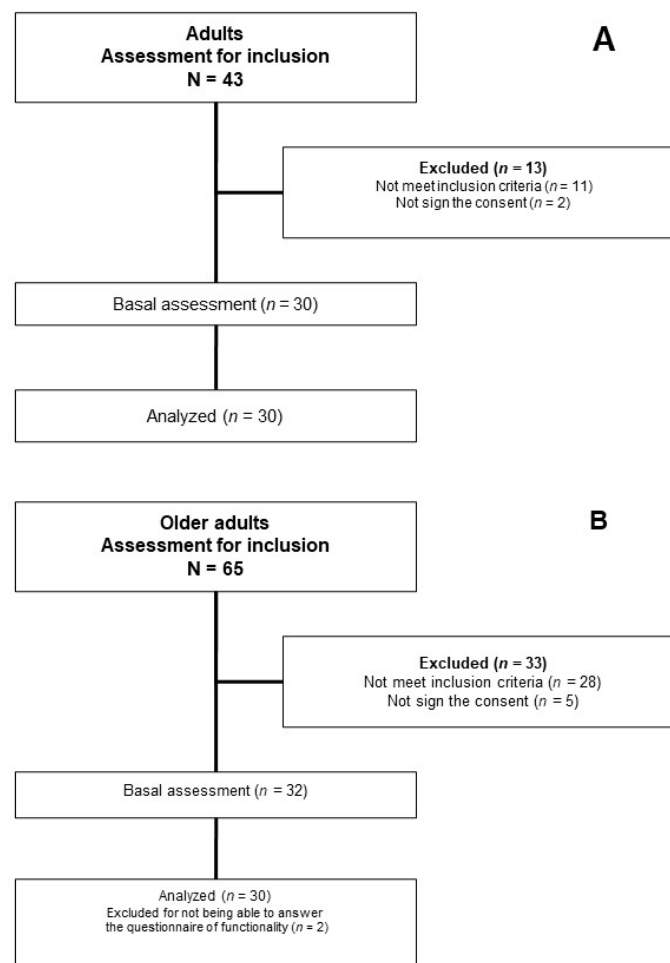 Adults
Assessment for inclusion
N = 43
A
Excluded (n = 13)
Not meet inclusion criteria (n = 11)
Not sign the consent (n = 2)
Basal assessment (n = 30)
Analyzed (n = 30)
Older adults
Assessment for inclusion
N = 65
B
Excluded (n = 33)
Not meet inclusion criteria (n = 28)
Not sign the consent (n = 5)
Basal assessment (n = 32)
Analyzed (n = 30)
Excluded for not being able to answer
the questionnaire of functionality (n = 2)